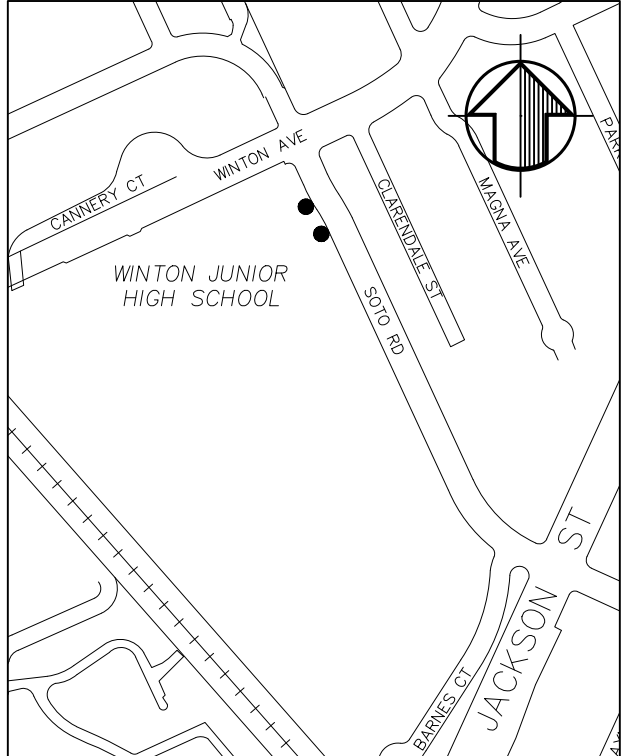 WINTON AVE
CANNERY CT
CLARENDALE ST
MAGNA AVE
WINTON JUNIOR
HIGH SCHOOL
SOTO RD
JACKSON ST
BARNES CT